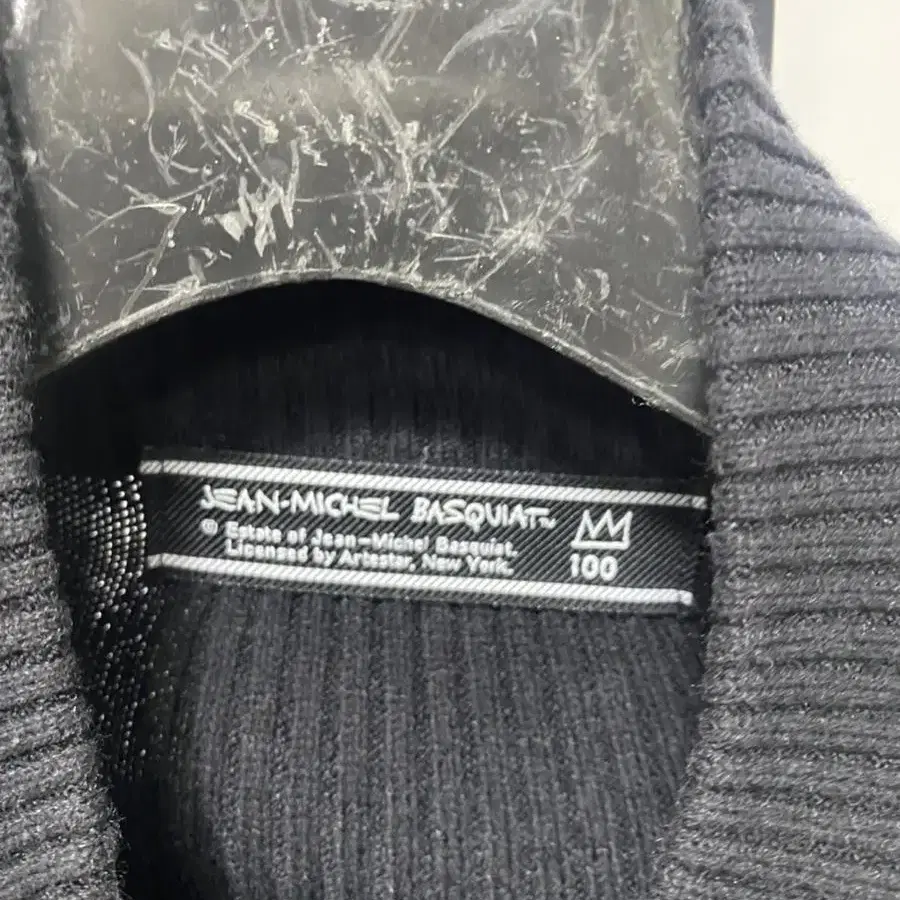 JEAN-MICHEL BASQUIAT™
© Estate of Jean-Michel Basquiat.
Licensed by Artestar, New York.
100